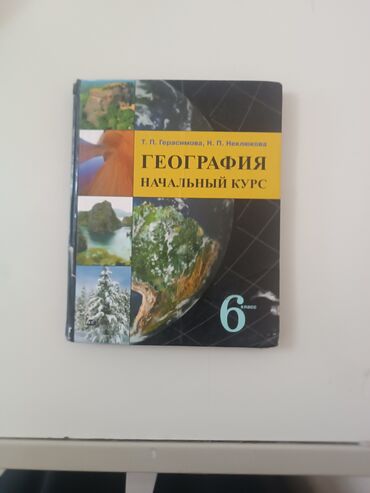 Т. П. Герасимова, Н. П. Неклюкова
ГЕОГРАФИЯ
НАЧАЛЬНЫЙ КУРС
6 класс